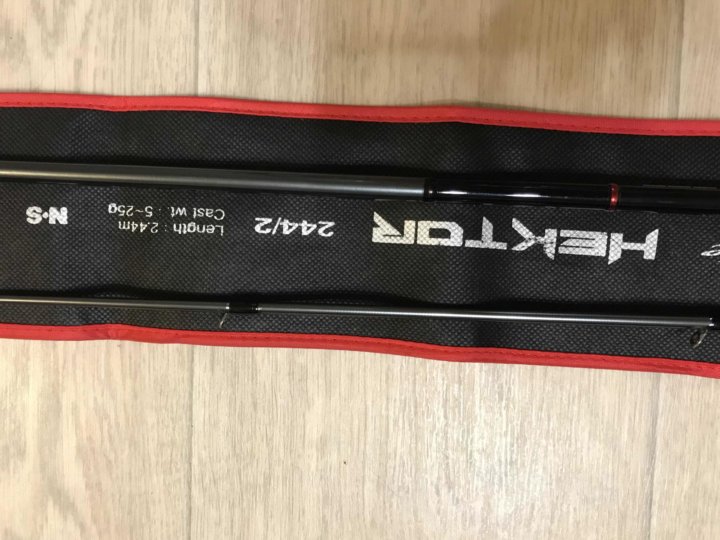 HEKTOR
244/2
Length : 2.44m
Cast wt. : 5~25g
N·S